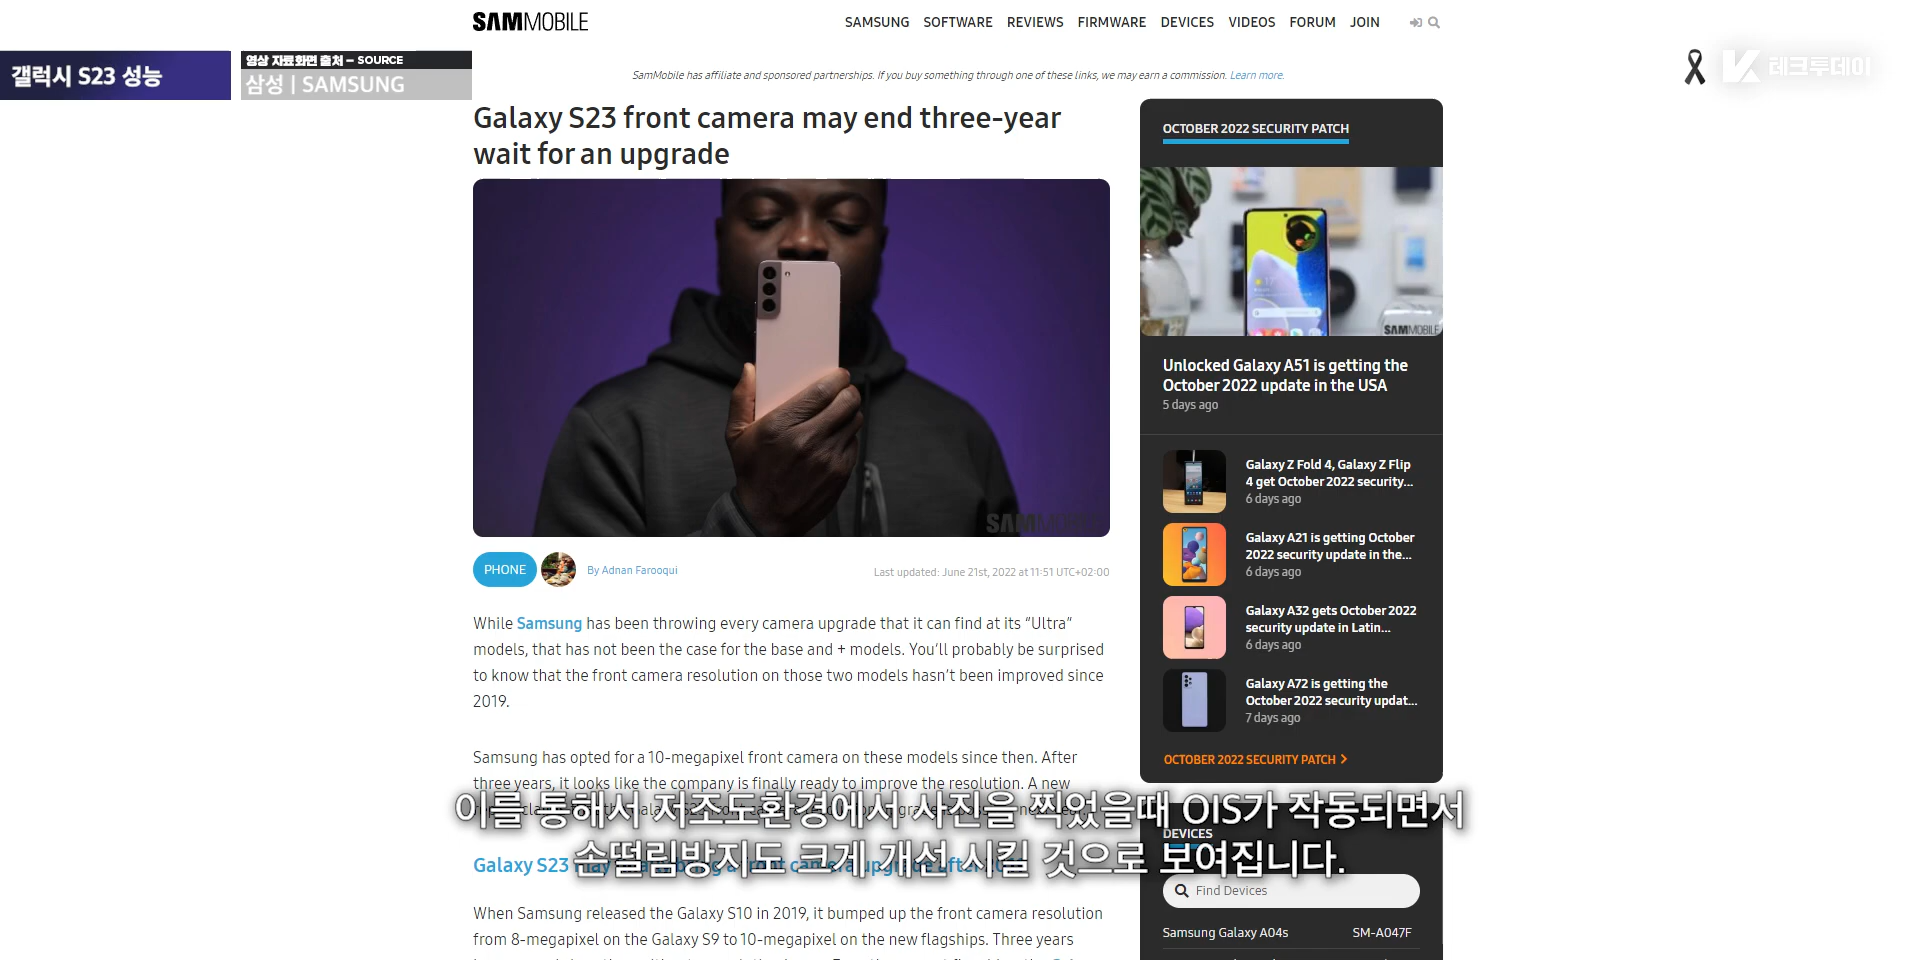 SAMMOBILE
SAMSUNG SOFTWARE REVIEWS FIRMWARE DEVICES VIDEOS FORUM JOIN
갤럭시 S23 성능
영상 자료화면 출처 – SOURCE
삼성 | SAMSUNG
테크투데이
SamMobile has affiliate and sponsored partnerships. If you buy something through one of these links, we may earn a commission. Learn more.
Galaxy S23 front camera may end three-year
wait for an upgrade
SAMMOBILE
PHONE
By Adnan Farooqui
Last updated: June 21st, 2022 at 11:51 UTC+02:00
While Samsung has been throwing every camera upgrade that it can find at its “Ultra”
models, that has not been the case for the base and + models. You’ll probably be surprised
to know that the front camera resolution on those two models hasn’t been improved since
2019.
Samsung has opted for a 10-megapixel front camera on these models since then. After
three years, it looks like the company is finally ready to improve the resolution. A new
이를 통해서 저조도환경에서 사진을 찍었을때 OIS가 작동되면서
손떨림방지도 크게 개선 시킬 것으로 보여집니다.
Galaxy S23 may
When Samsung released the Galaxy S10 in 2019, it bumped up the front camera resolution
from 8-megapixel on the Galaxy S9 to 10-megapixel on the new flagships. Three years
OCTOBER 2022 SECURITY PATCH
SAMMOBILE
Unlocked Galaxy A51 is getting the
October 2022 update in the USA
5 days ago
Galaxy Z Fold 4, Galaxy Z Flip
4 get October 2022 security...
6 days ago
Galaxy A21 is getting October
2022 security update in the...
6 days ago
Galaxy A32 gets October 2022
security update in Latin...
6 days ago
Galaxy A72 is getting the
October 2022 security updat...
7 days ago
OCTOBER 2022 SECURITY PATCH
DEVICES
Find Devices
Samsung Galaxy A04s SM-A047F